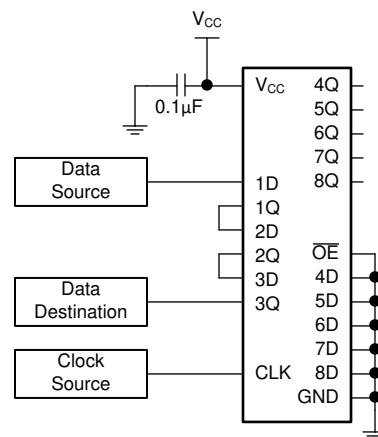 VCC
0.1µF
VCC
4Q
5Q
6Q
7Q
8Q
Data
Source
1D
1Q
2D
2Q
3D
3Q
OE
4D
5D
6D
7D
8D
GND
Data
Destination
Clock
Source
CLK